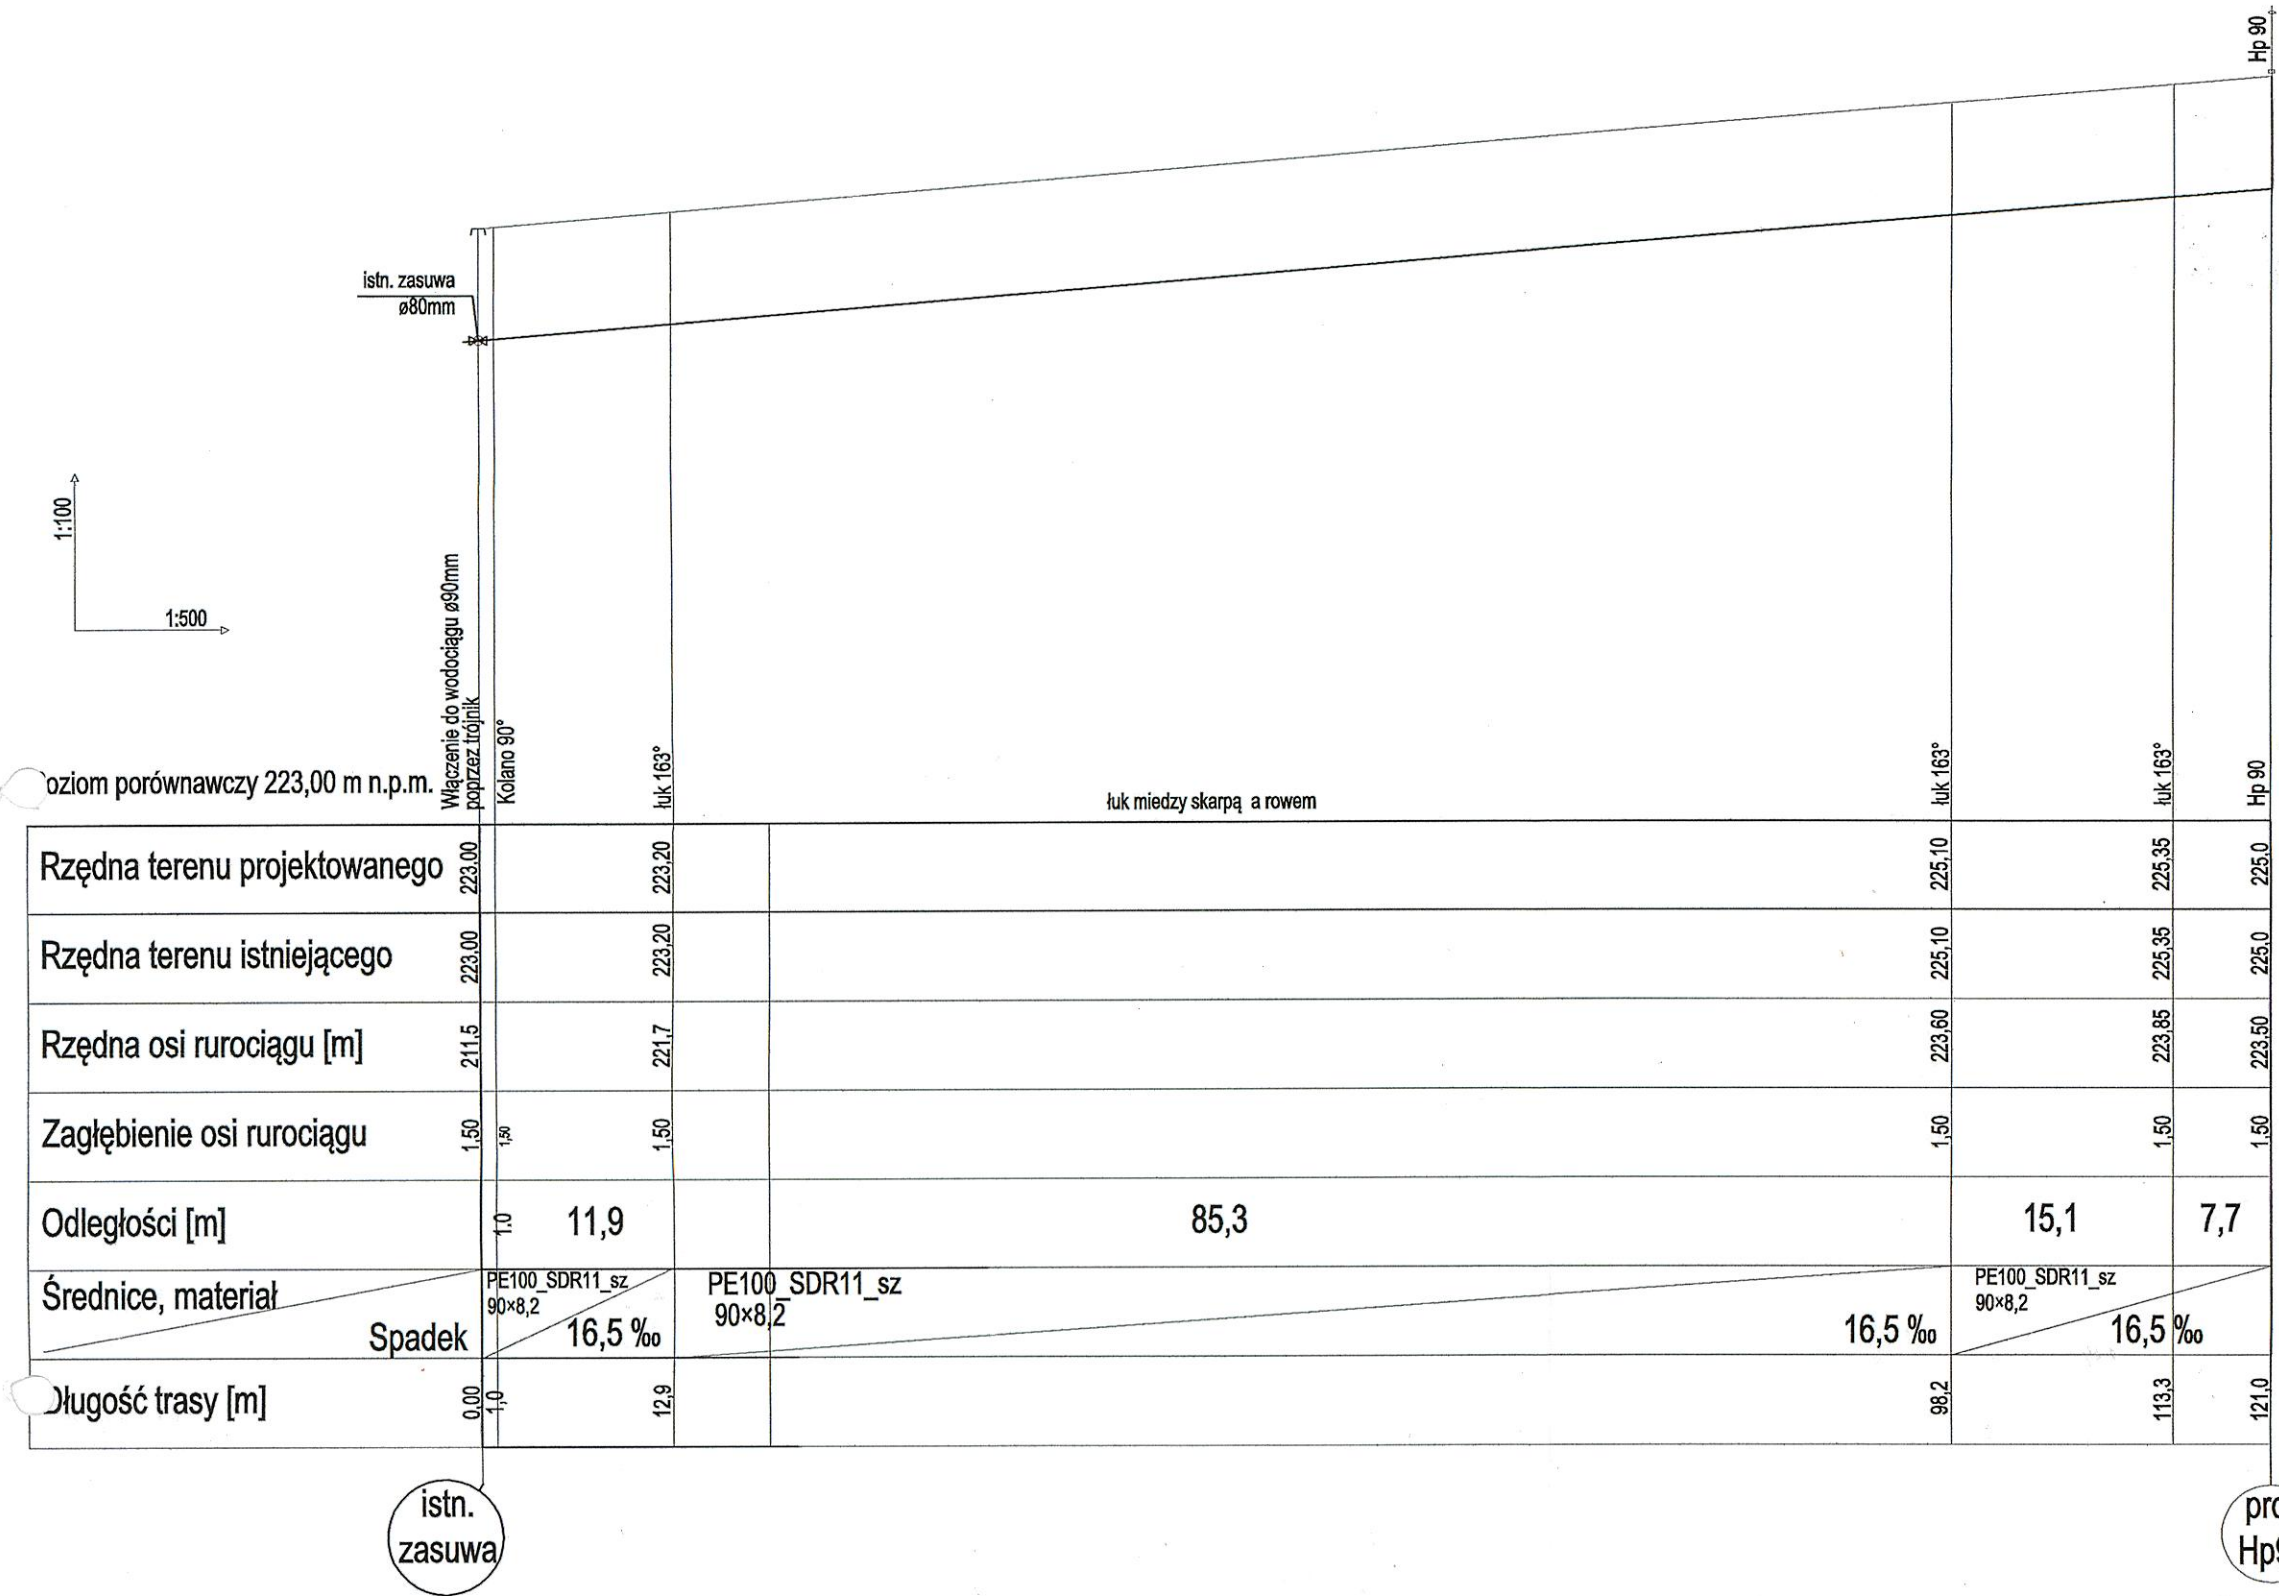 Hp 90
istn. zasuwa
ø80mm
1:100
1:500
Włączenie do wodociągu ø90mm
poprzez trójnik
Kolano 90°
łuk 163°
łuk miedzy skarpą a rowem
łuk 163°
łuk 163°
Hp 90
oziom porównawczy 223,00 m n.p.m.
Rzędna terenu projektowanego 223,00 223,20 225,10 225,35 225,0
Rzędna terenu istniejącego 223,00 223,20 225,10 225,35 225,0
Rzędna osi rurociągu [m] 211,5 221,7 223,60 223,85 223,50
Zagłębienie osi rurociągu 1,50 1,50 1,50 1,50 1,50 1,50
Odległości [m] 1,0 11,9 85,3 15,1 7,7
Średnice, materiał
PE100_SDR11_sz
90×8,2
PE100_SDR11_sz
90×8,2
PE100_SDR11_sz
90×8,2
Spadek 16,5 ‰ 16,5 ‰ 16,5 ‰
Długość trasy [m] 0,00 1,0 12,9 98,2 113,3 121,0
istn.
zasuwa
pro
Hp9